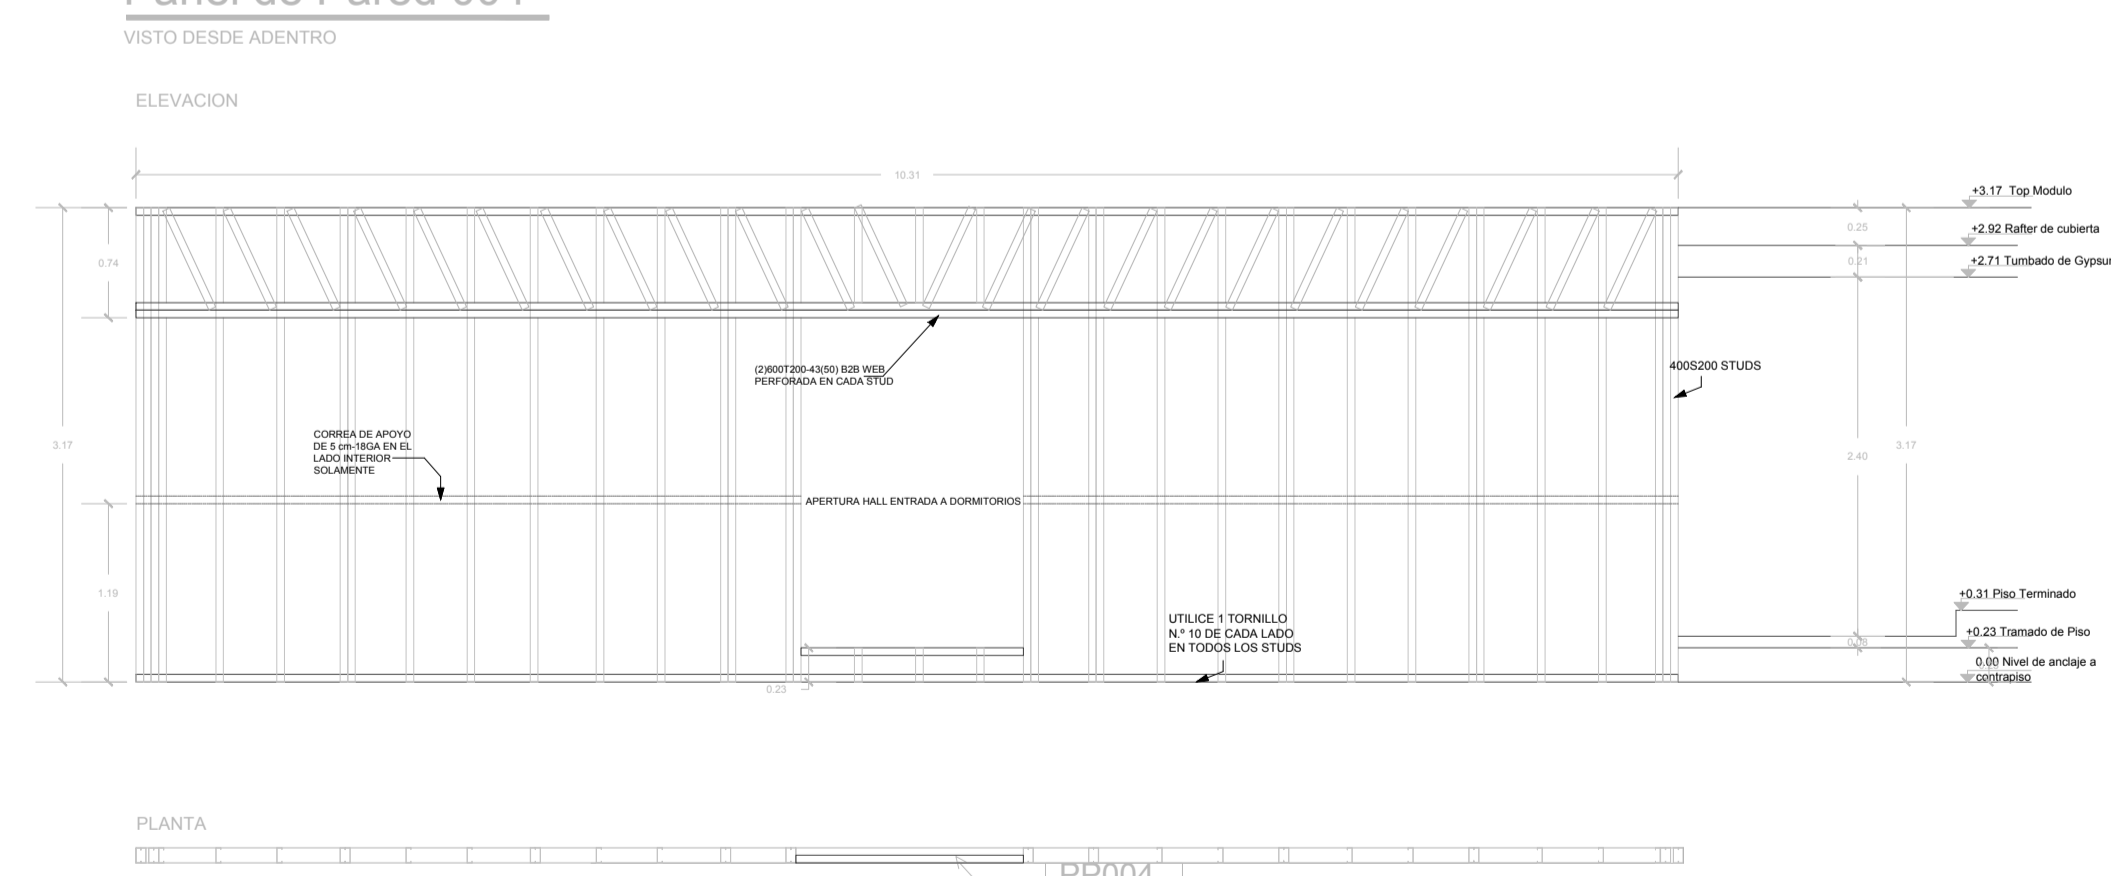 VISTO DESDE ADENTRO
ELEVACION
10.31
+3.17 Top Modulo
0.25
+2.92 Rafter de cubierta
0.74
0.21
+2.71 Tumbado de Gypsu
(2)600T200-43(50) B2B WEB
PERFORADA EN CADA STUD
400S200 STUDS
CORREA DE APOYO
DE 5 cm-18GA EN EL
LADO INTERIOR
SOLAMENTE
3.17
2.40
3.17
APERTURA HALL ENTRADA A DORMITORIOS
1.19
+0.31 Piso Terminado
UTILICE 1 TORNILLO
N.º 10 DE CADA LADO
EN TODOS LOS STUDS
+0.23 Tramado de Piso
0.08
0.00 Nivel de anclaje a
contrapiso
0.23
PLANTA
PP004